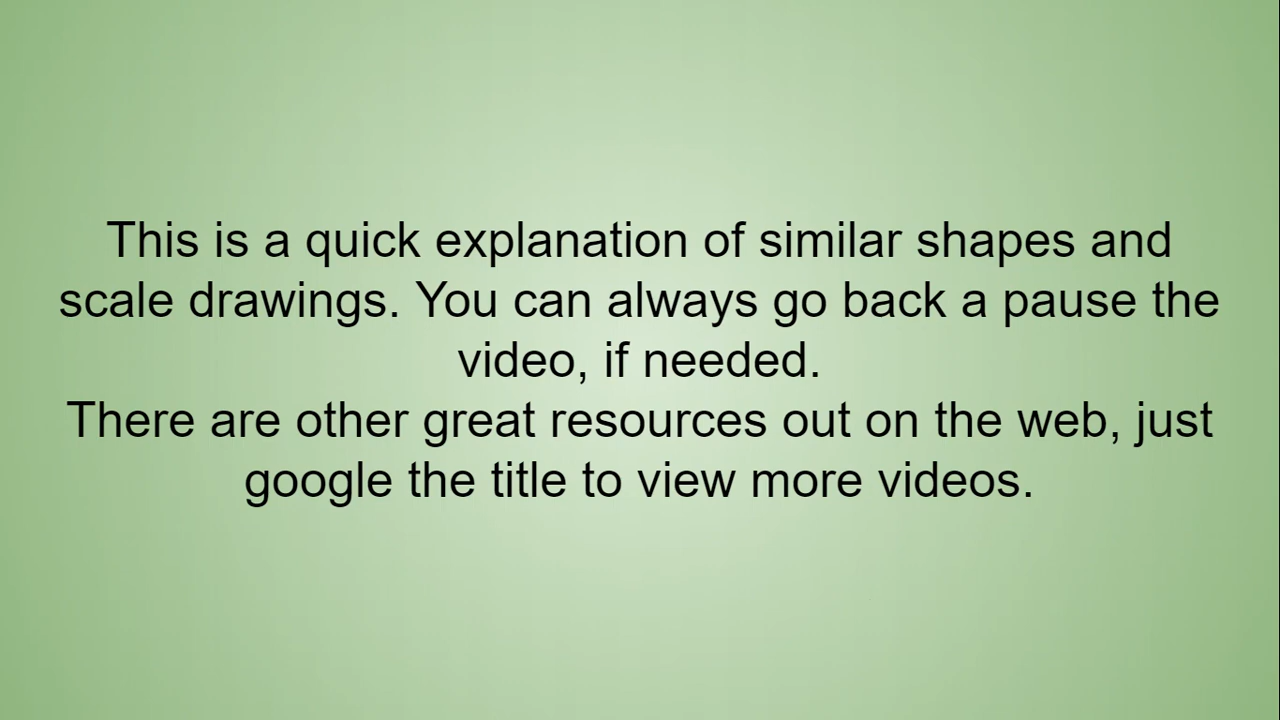 This is a quick explanation of similar shapes and
scale drawings. You can always go back a pause the
video, if needed.
There are other great resources out on the web, just
google the title to view more videos.